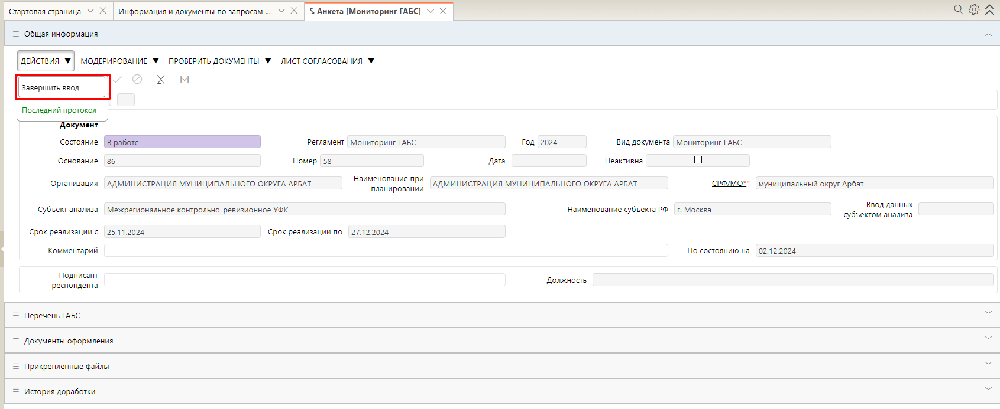 Стартовая страница
Информация и документы по запросам ...
Анкета [Мониторинг ГАБС]
Общая информация
ДЕЙСТВИЯ ▼ МОДЕРИРОВАНИЕ ▼ ПРОВЕРИТЬ ДОКУМЕНТЫ ▼ ЛИСТ СОГЛАСОВАНИЯ ▼
Завершить ввод
Последний протокол
Документ
Состояние В работе Регламент Мониторинг ГАБС Год 2024 Вид документа Мониторинг ГАБС
Основание 86 Номер 58 Дата Неактивна
Организация АДМИНИСТРАЦИЯ МУНИЦИПАЛЬНОГО ОКРУГА АРБАТ Наименование при
планировании АДМИНИСТРАЦИЯ МУНИЦИПАЛЬНОГО ОКРУГА АРБАТ СРФ/МО** муниципальный округ Арбат
Субъект анализа Межрегиональное контрольно-ревизионное УФК Наименование субъекта РФ г. Москва Ввод данных
субъектом анализа
Срок реализации с 25.11.2024 Срок реализации по 27.12.2024
Комментарий По состоянию на 02.12.2024
Подписант
респондента Должность
Перечень ГАБС
Документы оформления
Прикрепленные файлы
История доработки